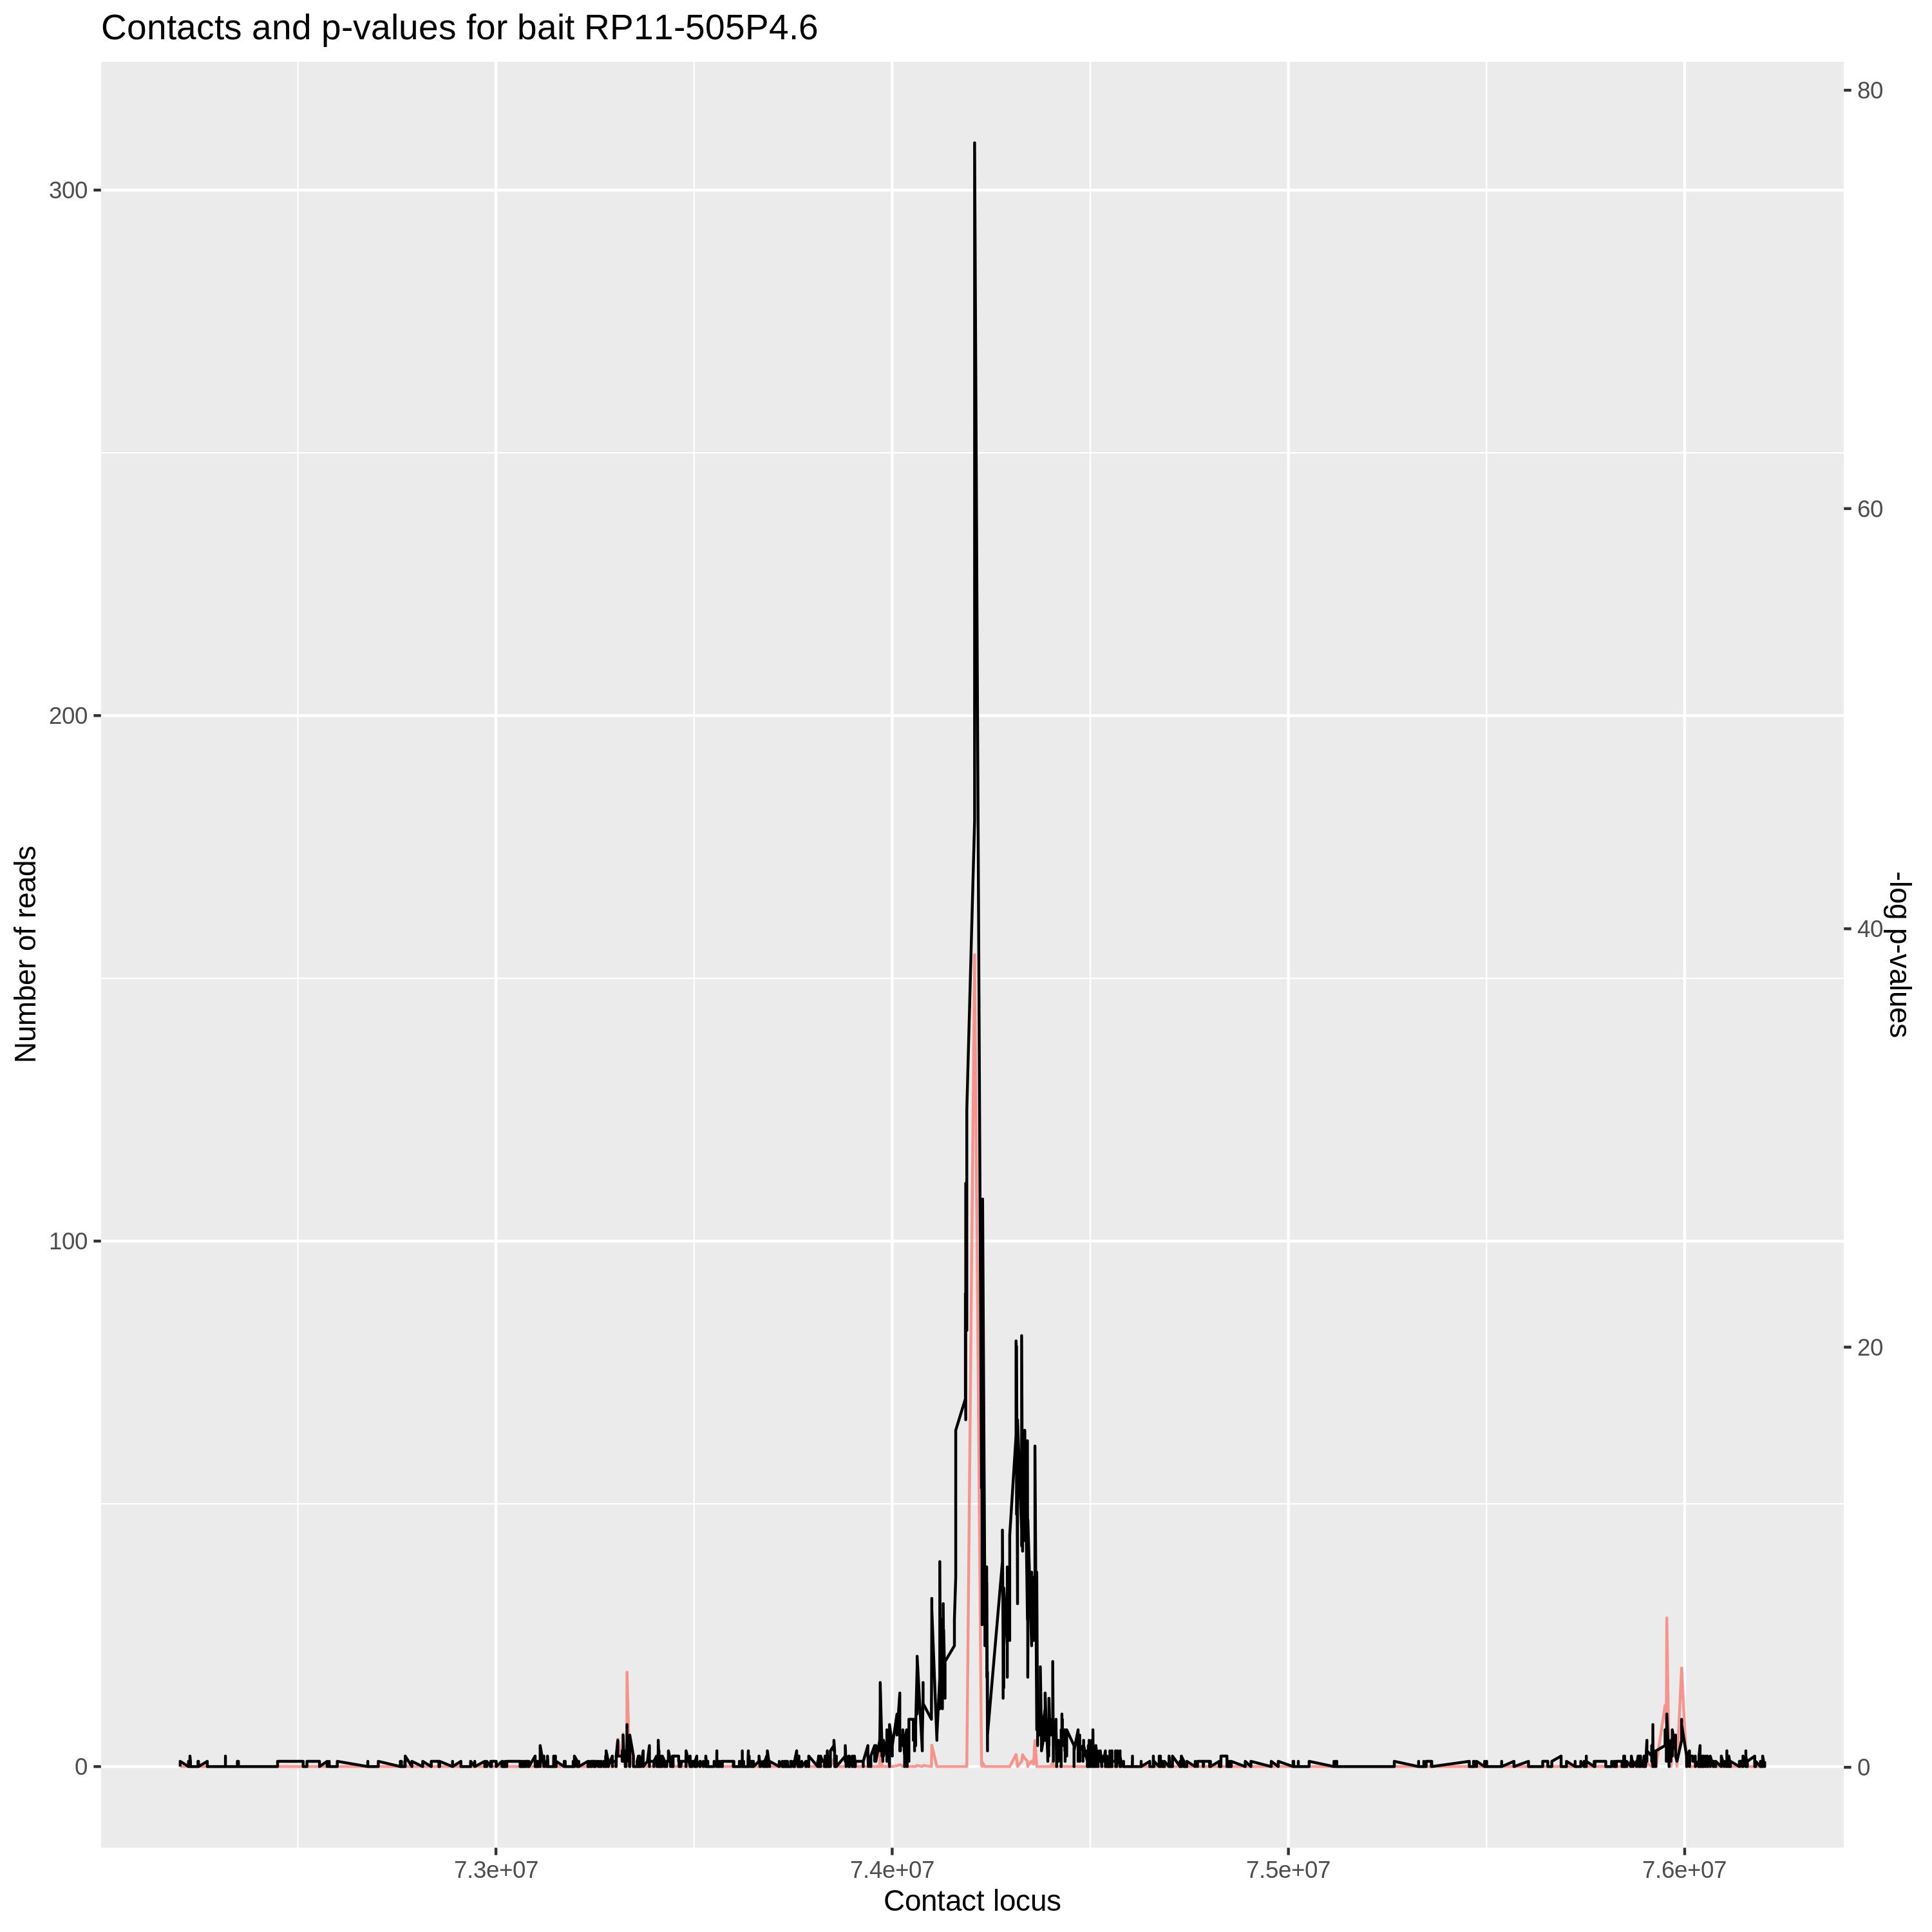 Contacts and p-values for bait RP11-505P4.6
300
200
100
0
80
60
40
20
0
Number of reads
-log p-values
7.3e+07
7.4e+07
7.5e+07
7.6e+07
Contact locus